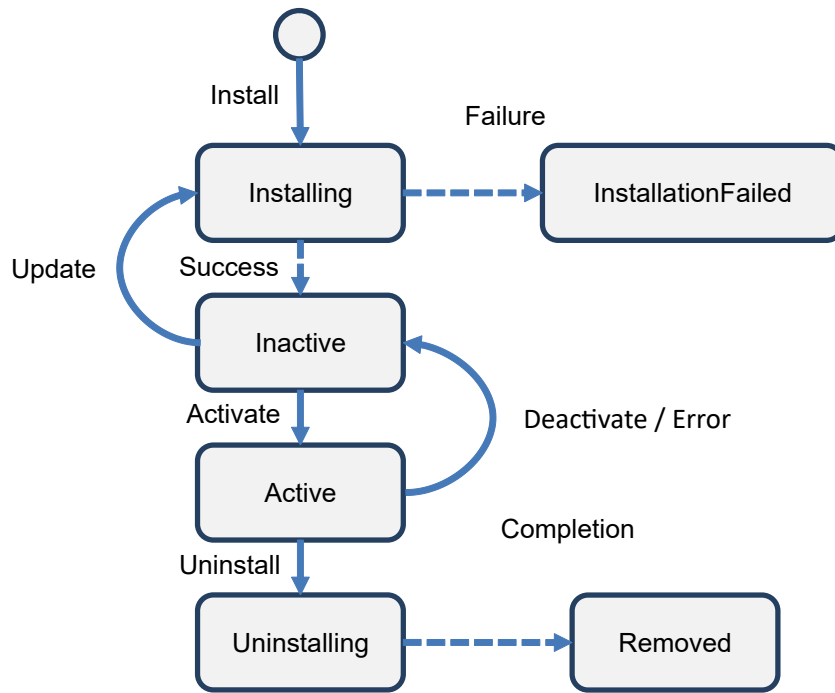 Install
Failure
Installing
InstallationFailed
Update
Success
Inactive
Activate
Deactivate / Error
Active
Completion
Uninstall
Uninstalling
Removed